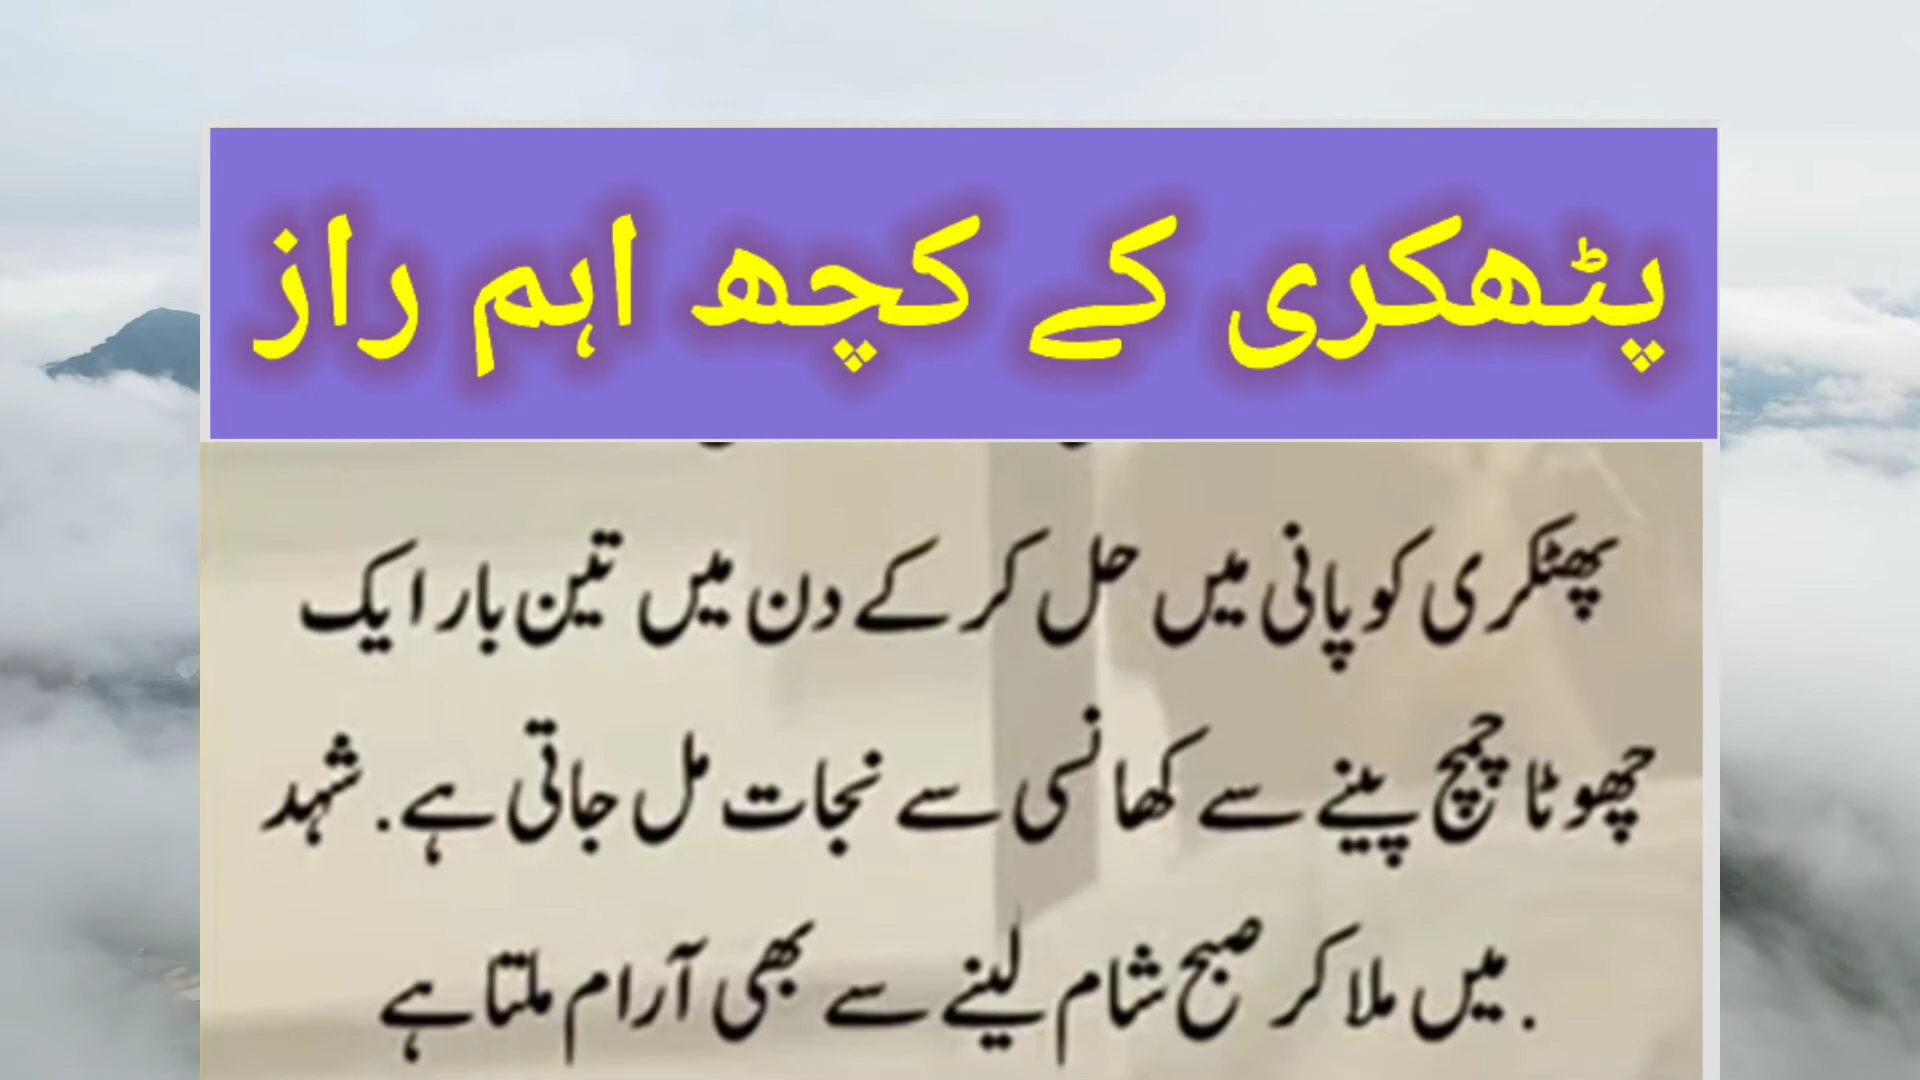 پٹھکری کے کچھ اہم راز
پھٹکری کو پانی میں حل کر کے دن میں تین بار ایک
چھوٹا چمچ پینے سے کھانسی سے نجات مل جاتی ہے. شہد
. میں ملا کر صبح شام لینے سے بھی آرام ملتا ہے